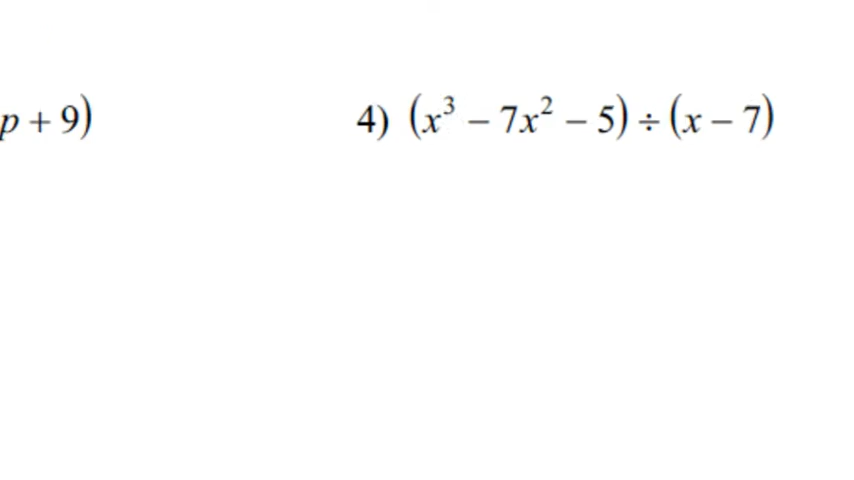 p + 9) 4) (x³ − 7x² − 5) ÷ (x − 7)